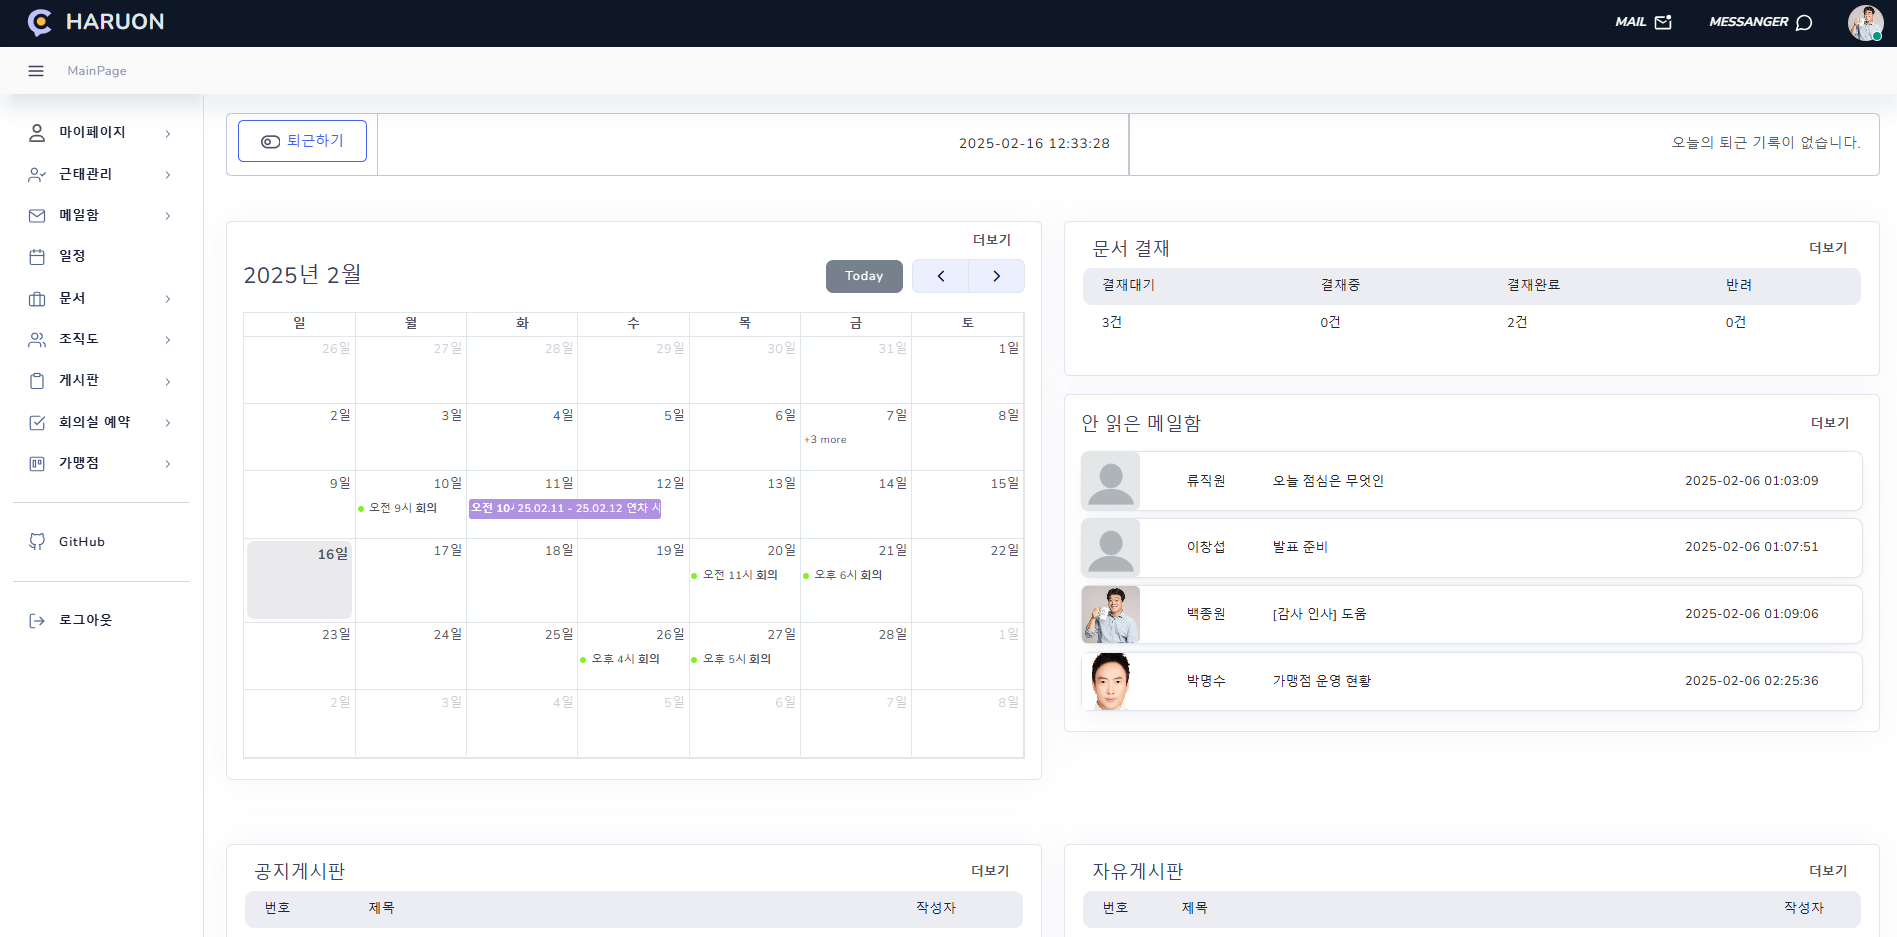 HARUON
MAIL
MESSANGER
MainPage
마이페이지
근태관리
메일함
일정
문서
조직도
게시판
회의실 예약
가맹점
GitHub
로그아웃
퇴근하기
2025-02-16 12:33:28
오늘의 퇴근 기록이 없습니다.
더보기
2025년 2월
Today
일 월 화 수 목 금 토
26일 27일 28일 29일 30일 31일 1일
2일 3일 4일 5일 6일 7일 8일
+3 more
9일 10일 11일 12일 13일 14일 15일
오전 9시 회의
오전 10시 25.02.11 - 25.02.12 연차
16일 17일 18일 19일 20일 21일 22일
오전 11시 회의
오후 6시 회의
23일 24일 25일 26일 27일 28일 1일
오후 4시 회의
오후 5시 회의
2일 3일 4일 5일 6일 7일 8일
문서 결재
더보기
결재대기 결재중 결재완료 반려
3건 0건 2건 0건
안 읽은 메일함
더보기
류직원 오늘 점심은 무엇인 2025-02-06 01:03:09
이창섭 발표 준비 2025-02-06 01:07:51
백종원 [감사 인사] 도움 2025-02-06 01:09:06
박명수 가맹점 운영 현황 2025-02-06 02:25:36
공지게시판
더보기
번호 제목 작성자
자유게시판
더보기
번호 제목 작성자